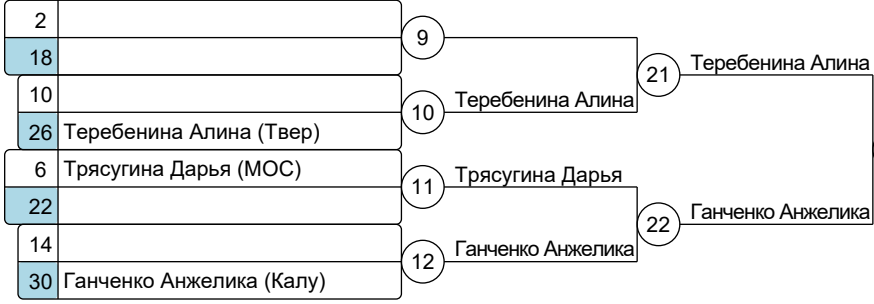 2
18
9
10
26 Теребенина Алина (Твер)
10
Теребенина Алина
21
Теребенина Алина
6 Трясугина Дарья (МОС)
22
11
Трясугина Дарья
14
30 Ганченко Анжелика (Калу)
12
Ганченко Анжелика
22
Ганченко Анжелика